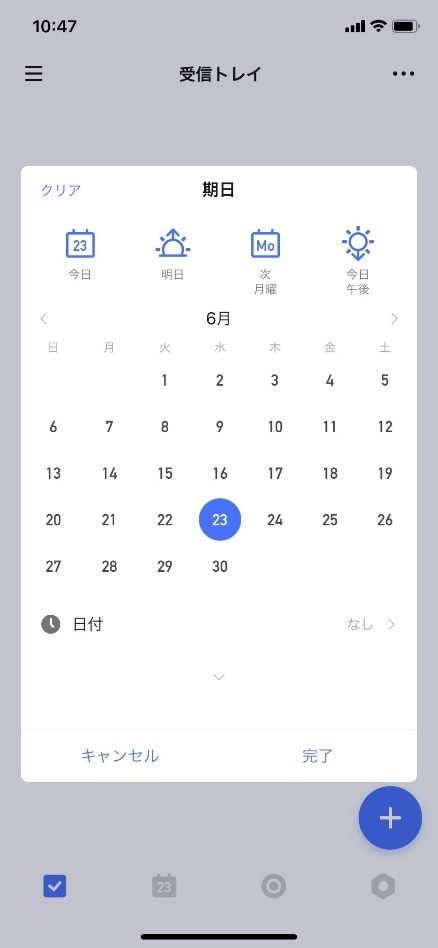 10:47
受信トレイ
クリア
期日
23
Mo
今日
明日
次
月曜
今日
午後
6月
日 月 火 水 木 金 土
1 2 3 4 5
6 7 8 9 10 11 12
13 14 15 16 17 18 19
20 21 22 23 24 25 26
27 28 29 30
日付
なし
キャンセル
完了
23